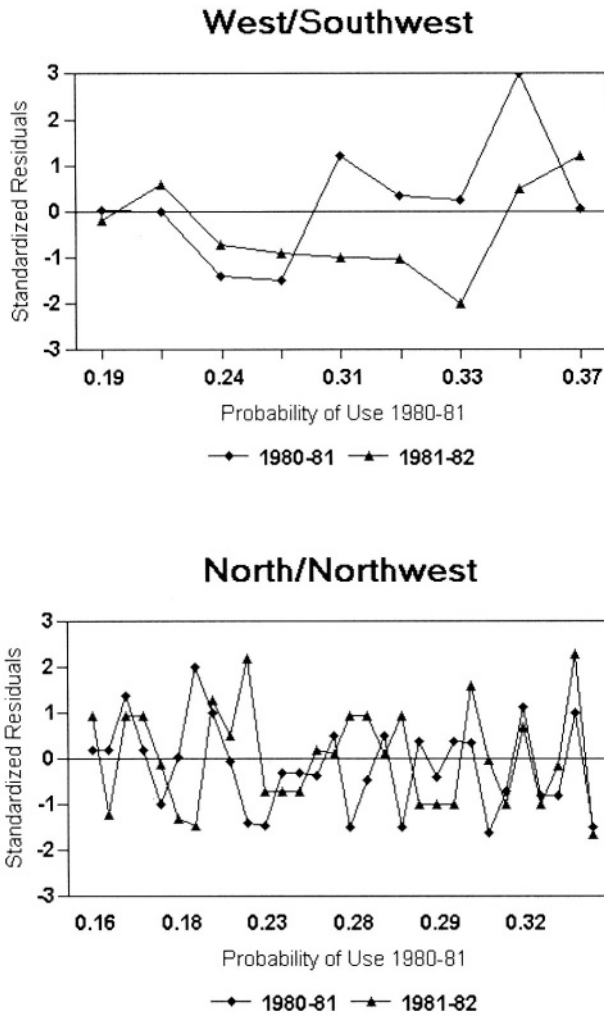 West/Southwest
3
2
1
0
-1
-2
-3
Standardized Residuals
0.19 0.24 0.31 0.33 0.37
Probability of Use 1980-81
1980-81 1981-82
North/Northwest
3
2
1
0
-1
-2
-3
Standardized Residuals
0.16 0.18 0.23 0.28 0.29 0.32
Probability of Use 1980-81
1980-81 1981-82